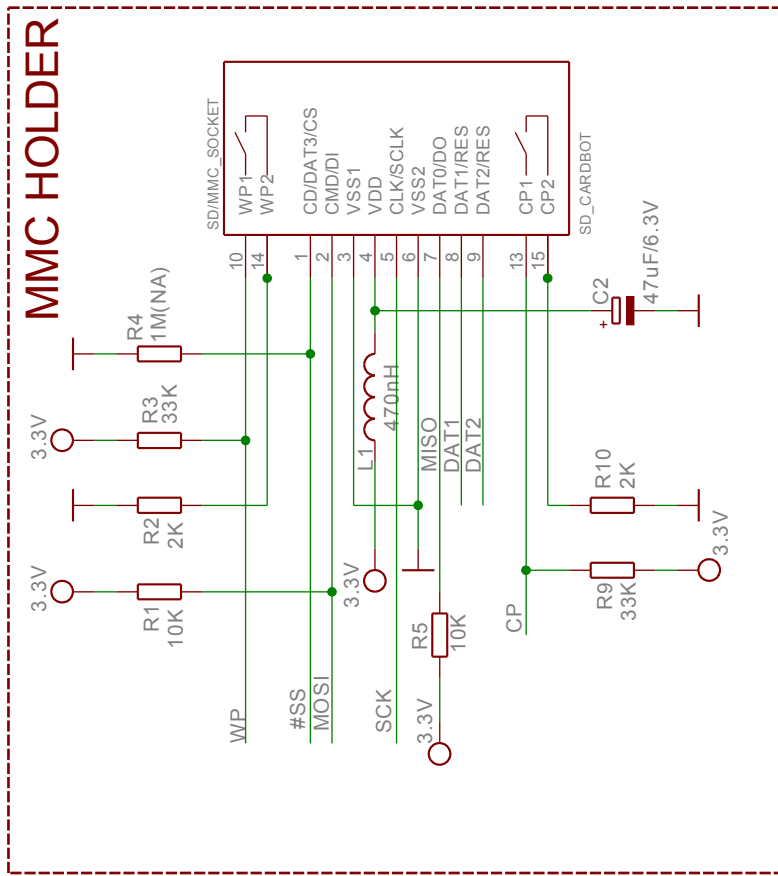 MMC HOLDER
SD/MMC_SOCKET
WP1
WP2
CD/DAT3/CS
CMD/DI
VSS1
VDD
CLK/SCLK
VSS2
DAT0/DO
DAT1/RES
DAT2/RES
CP1
CP2
SD_CARDBOT
10
14
1
2
3
4
5
6
7
8
9
13
15
R4
1M(NA)
3.3V
R3
33K
R2
2K
3.3V
R1
10K
L1
470nH
3.3V
MISO
DAT1
DAT2
C2
+
47uF/6.3V
R10
2K
3.3V
R9
33K
CP
R5
10K
3.3V
WP
#SS
MOSI
SCK